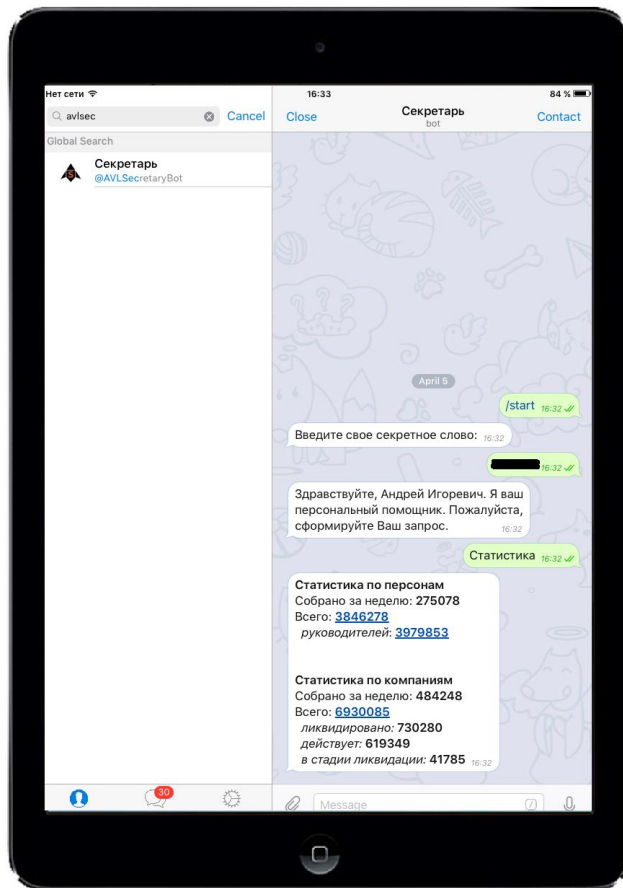 Нет сети
16:33
84 %
avlsec
Cancel
Global Search
Секретарь
@AVLSecretaryBot
Close
Секретарь
bot
Contact
April 5
/start 16:32
Введите свое секретное слово: 16:32
16:32
Здравствуйте, Андрей Игоревич. Я ваш
персональный помощник. Пожалуйста,
сформируйте Ваш запрос. 16:32
Статистика 16:32
Статистика по персонам
Собрано за неделю: 275078
Всего: 3846278
руководителей: 3979853
Статистика по компаниям
Собрано за неделю: 484248
Всего: 6930085
ликвидировано: 730280
действует: 619349
в стадии ликвидации: 41785 16:32
30
Message